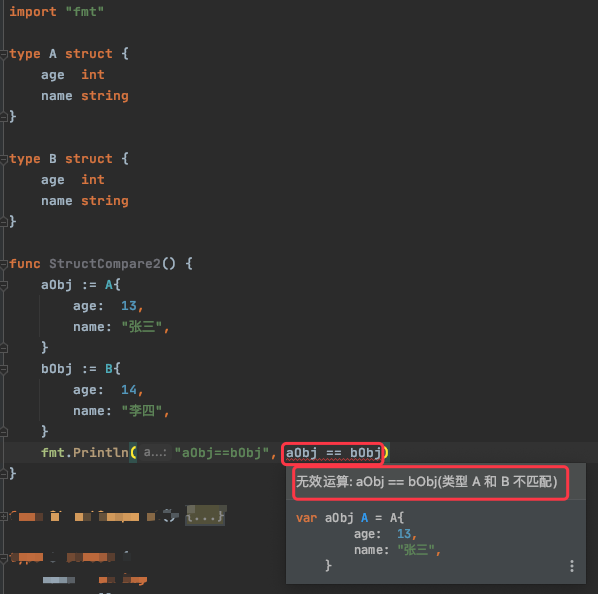 import "fmt"
type A struct {
age int
name string
}
type B struct {
age int
name string
}
func StructCompare2() {
aObj := A{
age: 13,
name: "张三",
}
bObj := B{
age: 14,
name: "李四",
}
fmt.Println( a...: "aObj==bObj", aObj == bObj)
}
无效运算: aObj == bObj(类型 A 和 B 不匹配)
var aObj A = A{
age: 13,
name: "张三",
}
{...}